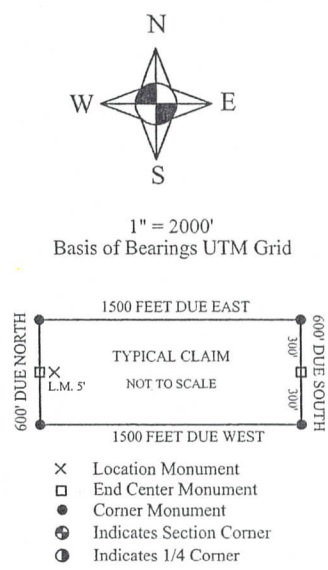 N
W E
S
1" = 2000'
Basis of Bearings UTM Grid
1500 FEET DUE EAST
600' DUE NORTH
TYPICAL CLAIM
NOT TO SCALE
L.M. 5'
300'
300'
600' DUE SOUTH
1500 FEET DUE WEST
Location Monument
End Center Monument
Corner Monument
Indicates Section Corner
Indicates 1/4 Corner